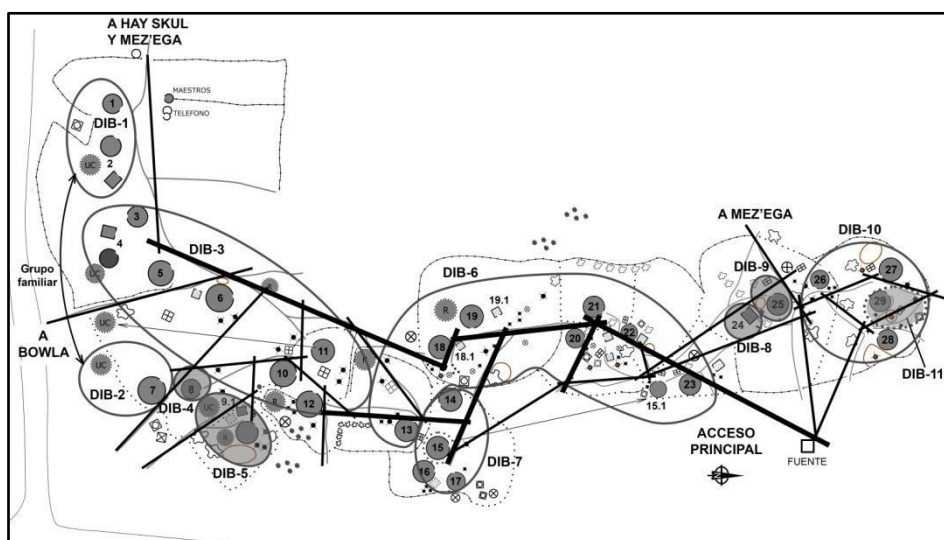 A HAY SKUL
Y MEZ'EGA
MAESTROS
TELEFONO
1
DIB-1
UC
2
3
4
UC
5
DIB-3
Grupo
familiar
6
A
BOWLA
UC
UC
DIB-2
7
DIB-4
8
UC
9.1
R
DIB-5
10
11
R
12
R
13
DIB-6
R
19
19.1
18
18.1
14
15
16
17
DIB-7
20
21
22
23
15.1
A MEZ'EGA
DIB-9
24
25
DIB-8
DIB-10
26
27
28
29
DIB-11
ACCESO
PRINCIPAL
FUENTE